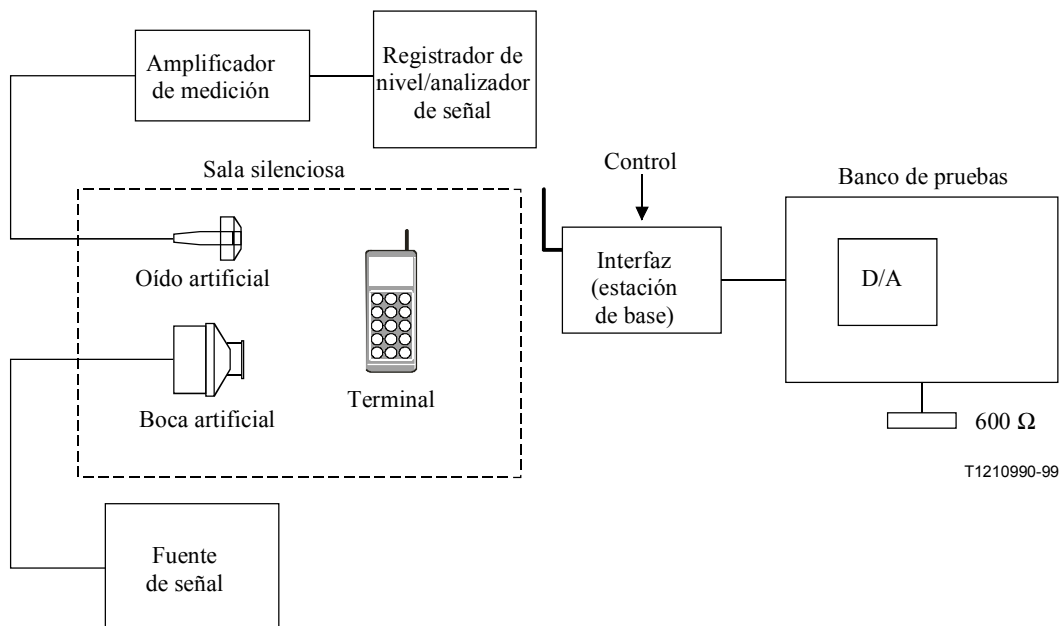 Amplificador
de medición
Registrador de
nivel/analizador
de señal
Sala silenciosa
Control
Banco de pruebas
Oído artificial
Interfaz
(estación
de base)
D/A
Boca artificial
Terminal
600 Ω
T1210990-99
Fuente
de señal